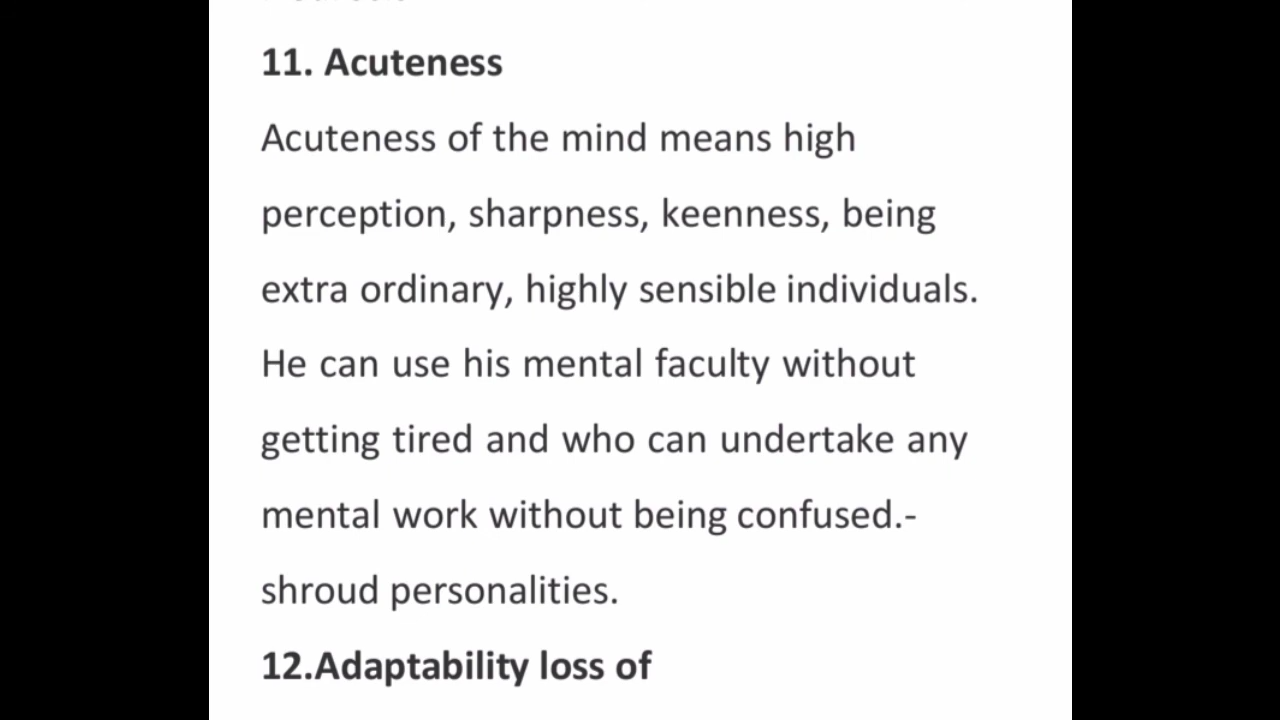 11. Acuteness
Acuteness of the mind means high
perception, sharpness, keenness, being
extra ordinary, highly sensible individuals.
He can use his mental faculty without
getting tired and who can undertake any
mental work without being confused.-
shroud personalities.
12.Adaptability loss of